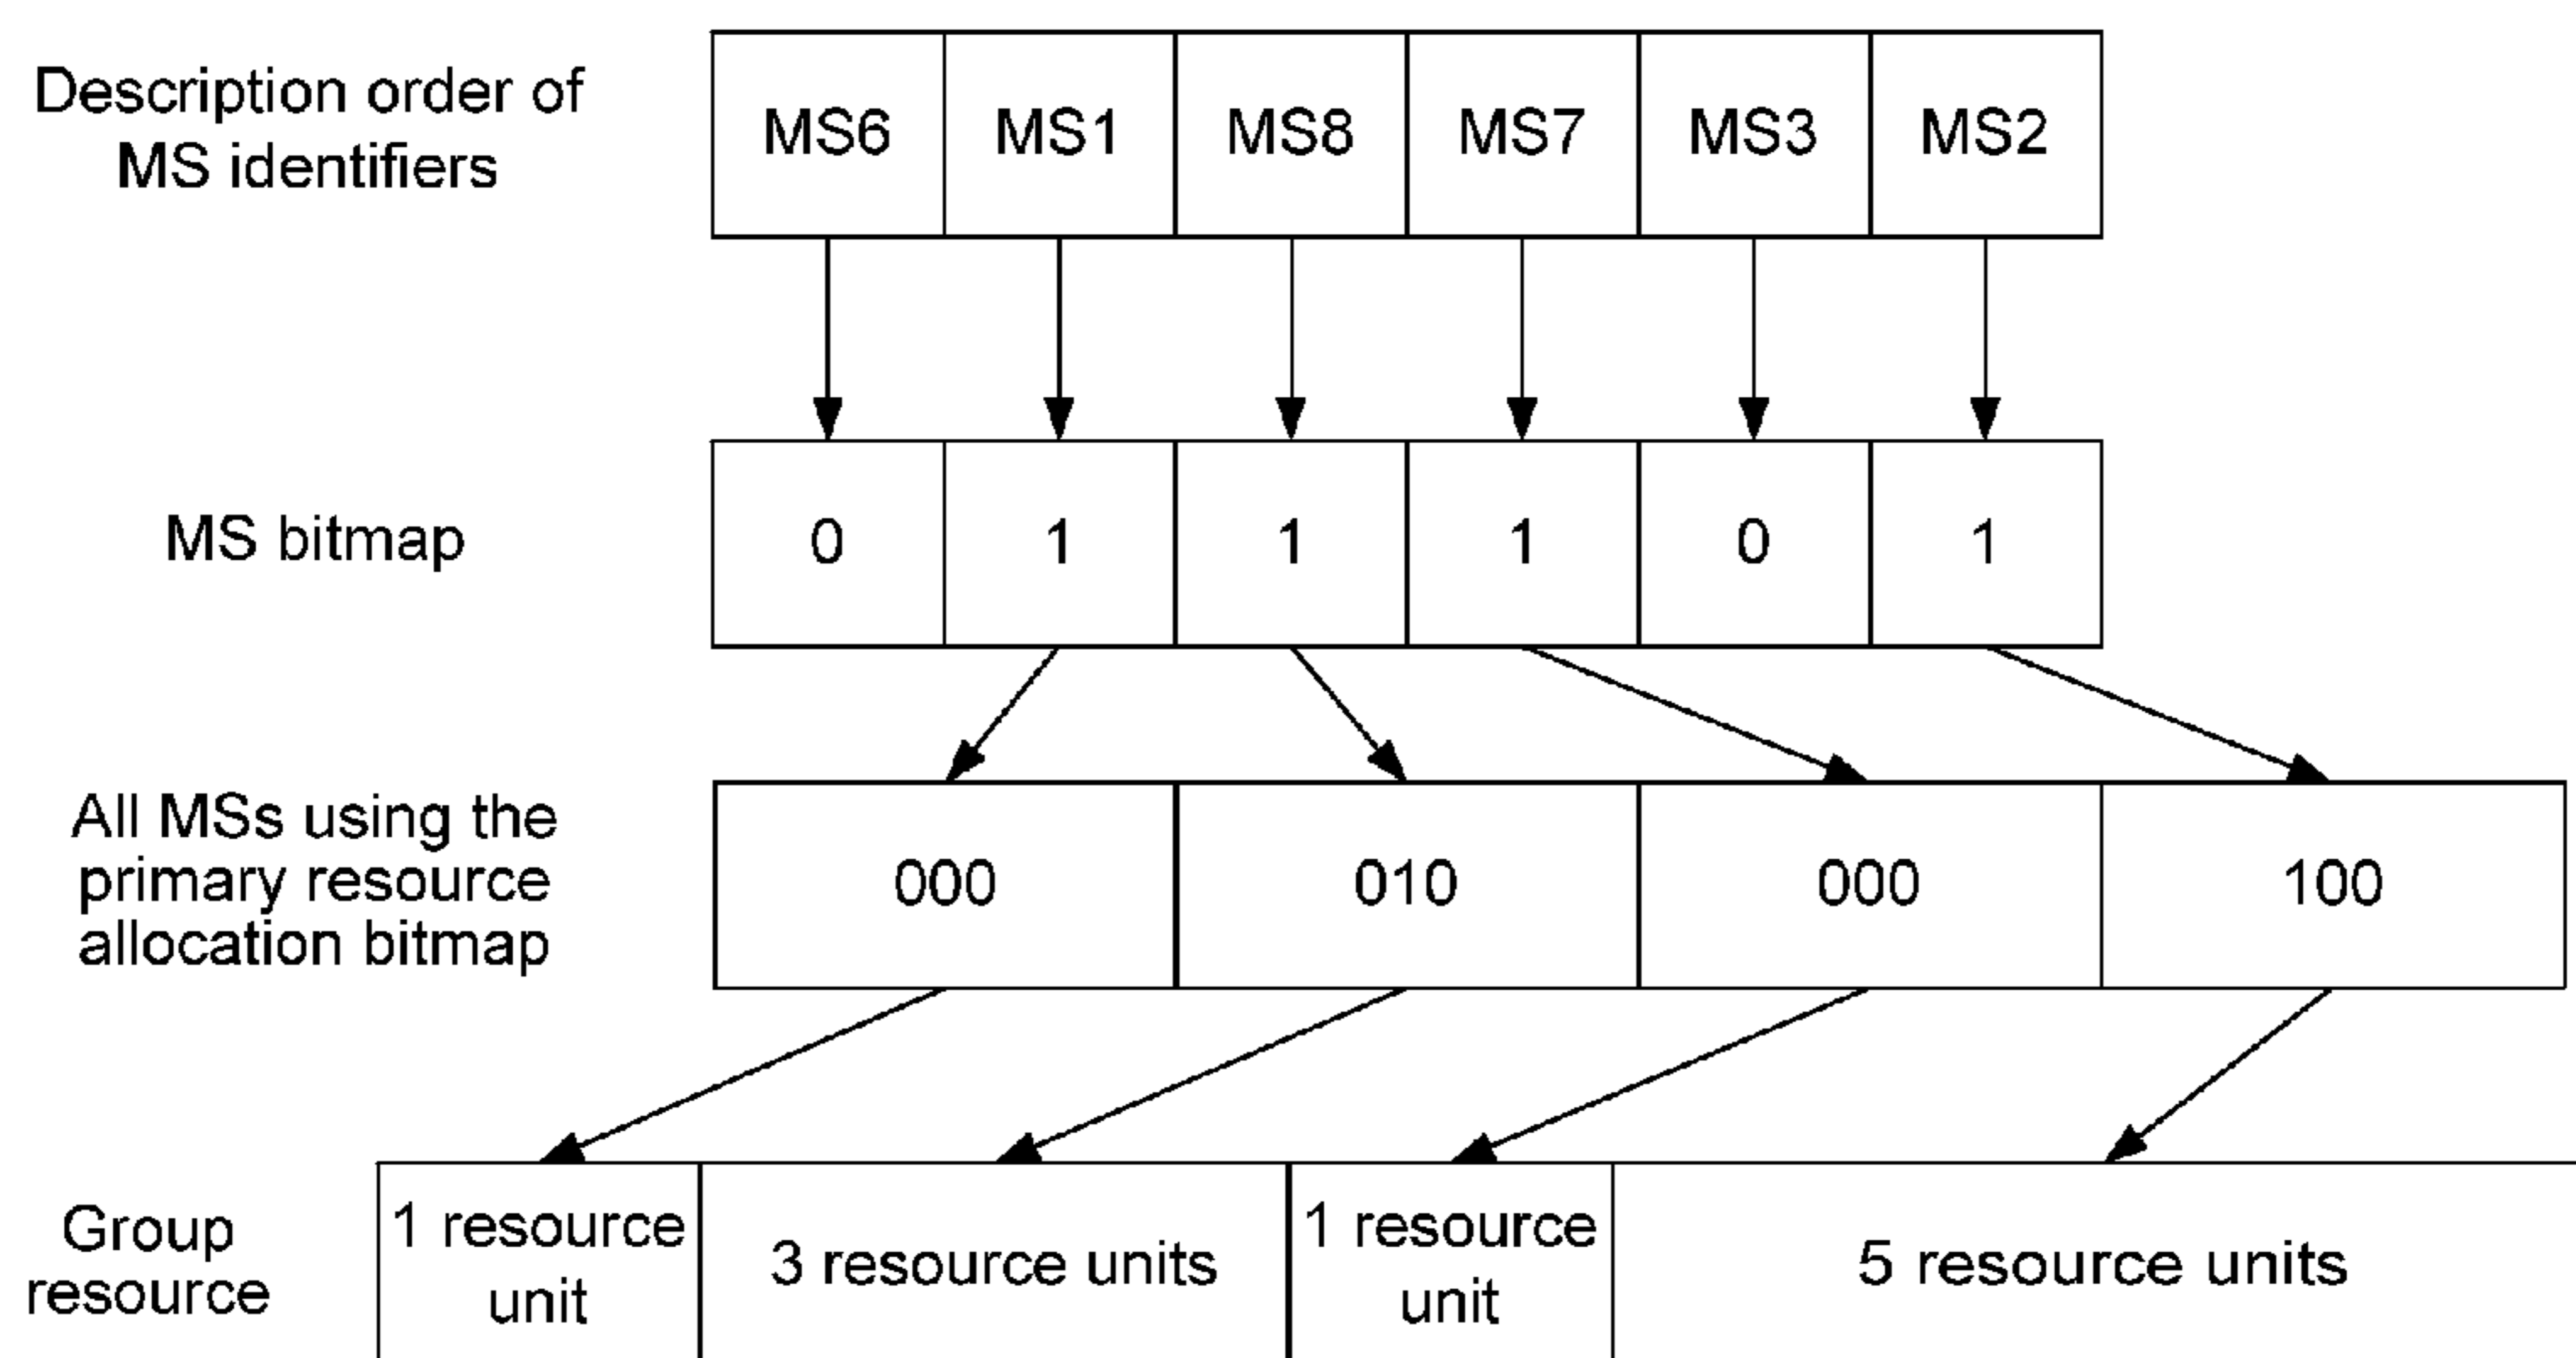 Description order of
MS identifiers
MS6 MS1 MS8 MS7 MS3 MS2
MS bitmap
0 1 1 1 0 1
All MSs using the
primary resource
allocation bitmap
000 010 000 100
Group
resource
1 resource
unit
3 resource units
1 resource
unit
5 resource units